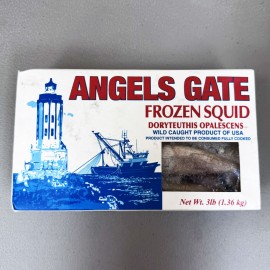 ANGELS GATE
FROZEN SQUID
DORYTEUTHIS OPALESCENS
WILD CAUGHT PRODUCT OF USA
PRODUCT INTENDED TO BE CONSUMED FULLY COOKED
Net Wt. 3lb (1.36 kg)